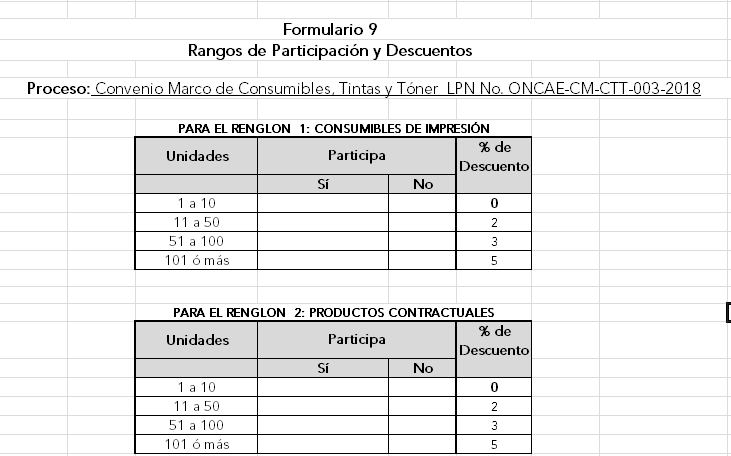 Formulario 9
Rangos de Participación y Descuentos
Proceso: Convenio Marco de Consumibles, Tintas y Tóner LPN No. ONCAE-CM-CTT-003-2018
PARA EL RENGLON 1: CONSUMIBLES DE IMPRESIÓN
Unidades Participa % de Descuento
Sí No
1 a 10 0
11 a 50 2
51 a 100 3
101 ó más 5
PARA EL RENGLON 2: PRODUCTOS CONTRACTUALES
Unidades Participa % de Descuento
Sí No
1 a 10 0
11 a 50 2
51 a 100 3
101 ó más 5